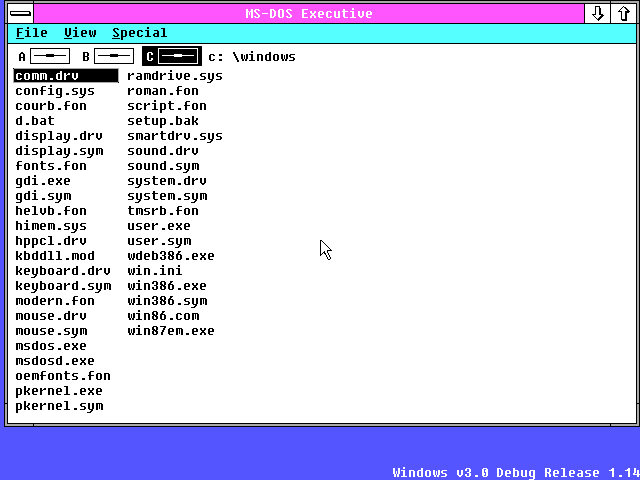 MS-DOS Executive
File View Special
A B C c: \windows
comm.drv ramdrive.sys
config.sys roman.fon
courb.fon script.fon
d.bat setup.bak
display.drv smartdrv.sys
display.sym sound.drv
fonts.fon sound.sym
gdi.exe system.drv
gdi.sym system.sym
helvb.fon tmsrb.fon
himem.sys user.exe
hppcl.drv user.sym
kbddll.mod wdeb386.exe
keyboard.drv win.ini
keyboard.sym win386.exe
modern.fon win386.sym
mouse.drv win86.com
mouse.sym win87em.exe
msdos.exe
msdosd.exe
oemfonts.fon
pkernel.exe
pkernel.sym
Windows v3.0 Debug Release 1.14